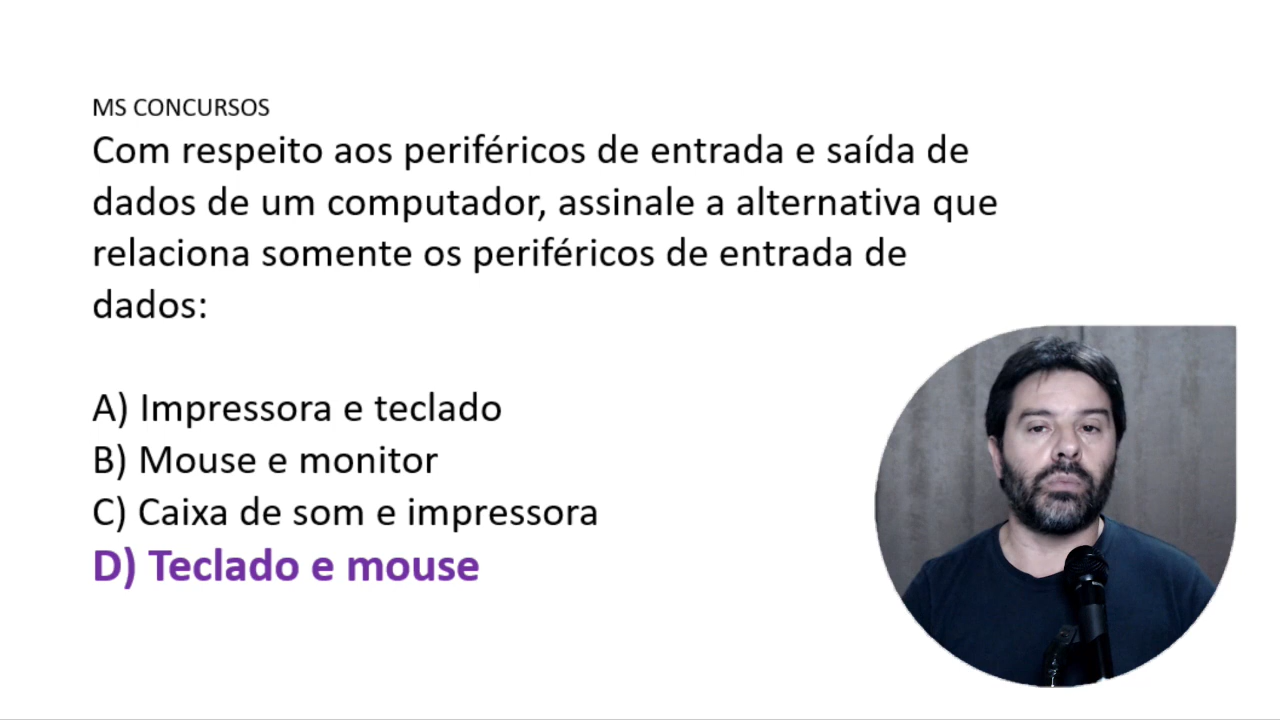 MS CONCURSOS
Com respeito aos periféricos de entrada e saída de
dados de um computador, assinale a alternativa que
relaciona somente os periféricos de entrada de
dados:
A) Impressora e teclado
B) Mouse e monitor
C) Caixa de som e impressora
D) Teclado e mouse